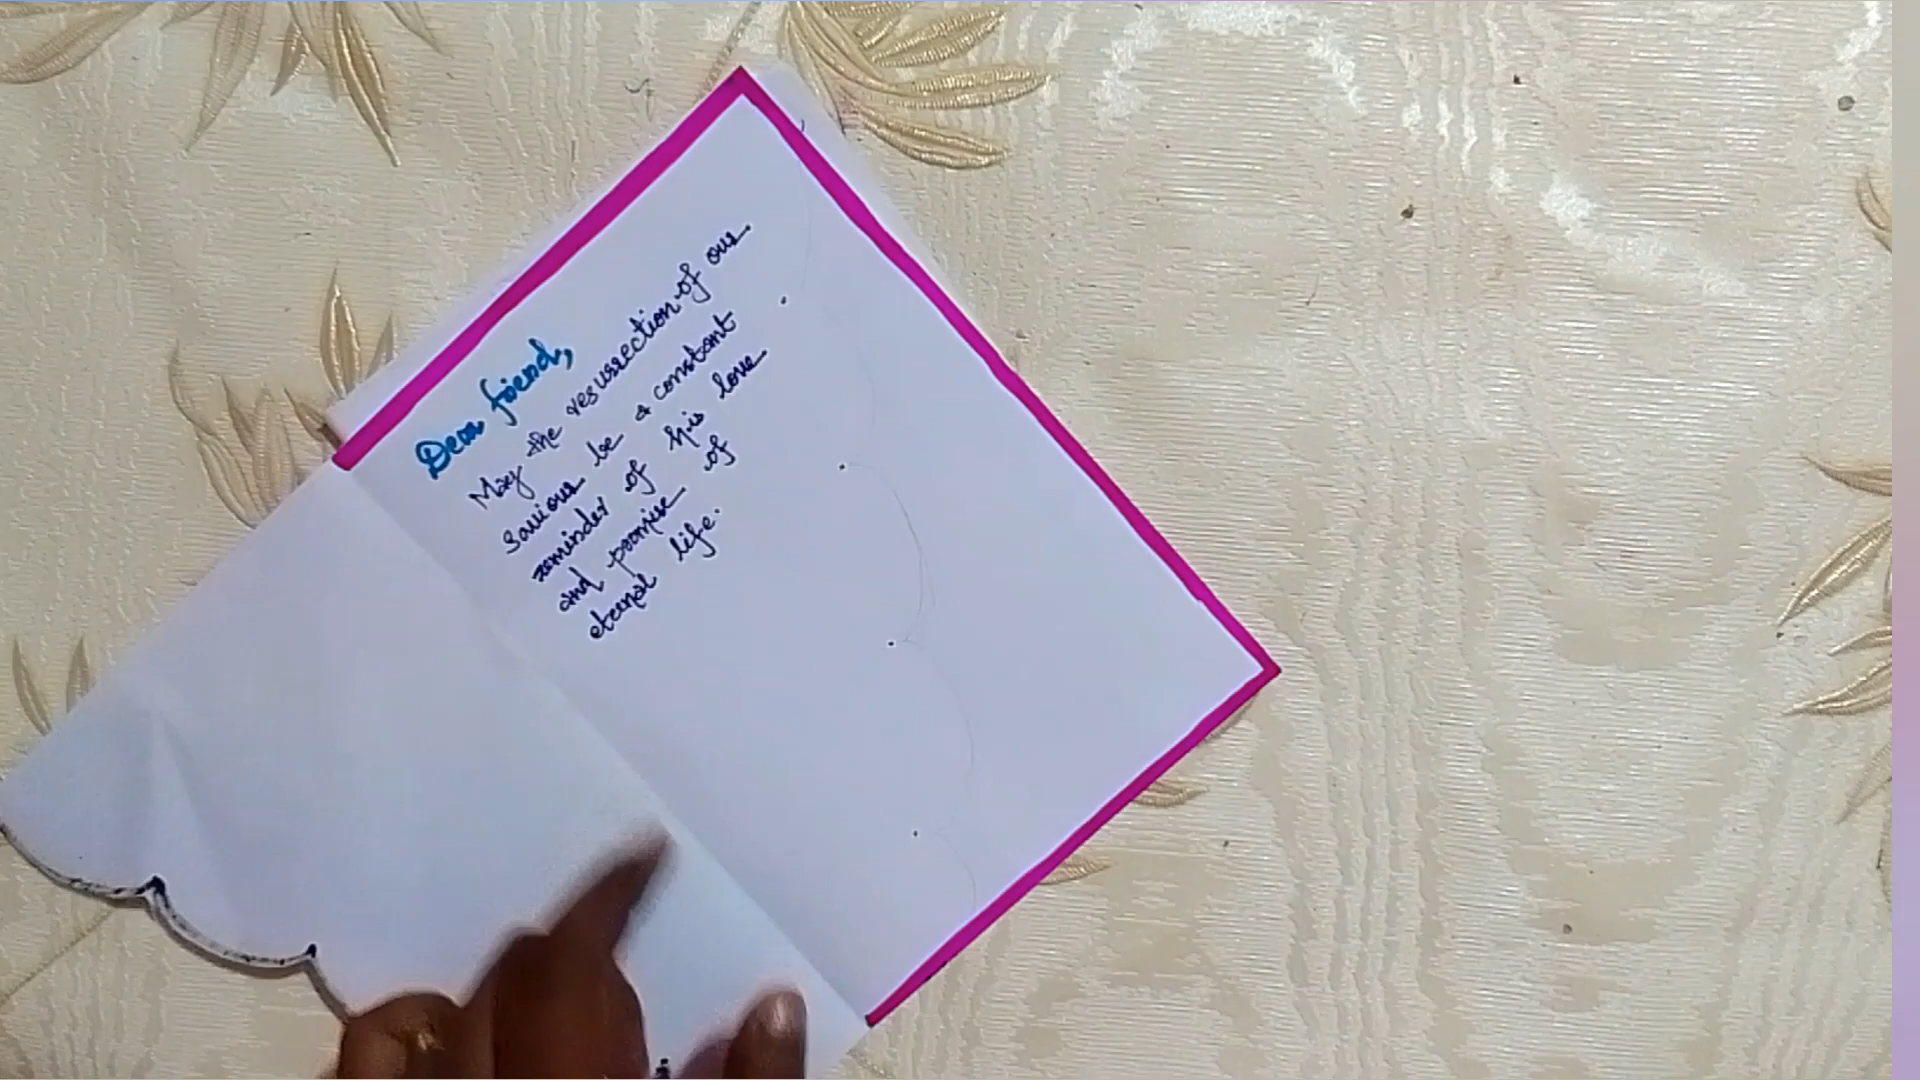 Dear friend,
May the resurrection of our
Saviour be a constant
reminder of his love
and promise of
eternal life.